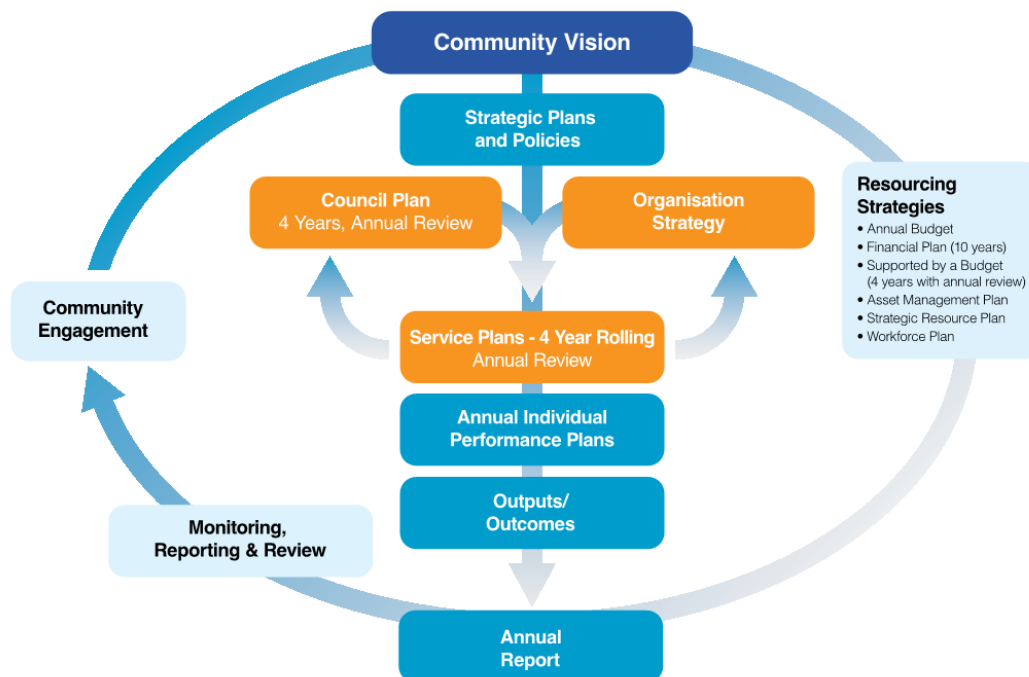 Community Vision
Strategic Plans
and Policies
Council Plan
4 Years, Annual Review
Organisation
Strategy
Resourcing
Strategies
• Annual Budget
• Financial Plan (10 years)
• Supported by a Budget
(4 years with annual review)
• Asset Management Plan
• Strategic Resource Plan
• Workforce Plan
Community
Engagement
Service Plans - 4 Year Rolling
Annual Review
Annual Individual
Performance Plans
Outputs/
Outcomes
Monitoring,
Reporting & Review
Annual
Report